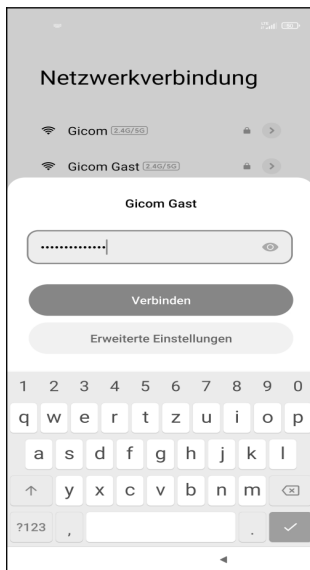 Netzwerkverbindung
Gicom 2.4G/5G
Gicom Gast 2.4G/5G
Gicom Gast
••••••••••••••
Verbinden
Erweiterte Einstellungen
1 2 3 4 5 6 7 8 9 0
q w e r t z u i o p
a s d f g h j k l
y x c v b n m
?123 , .